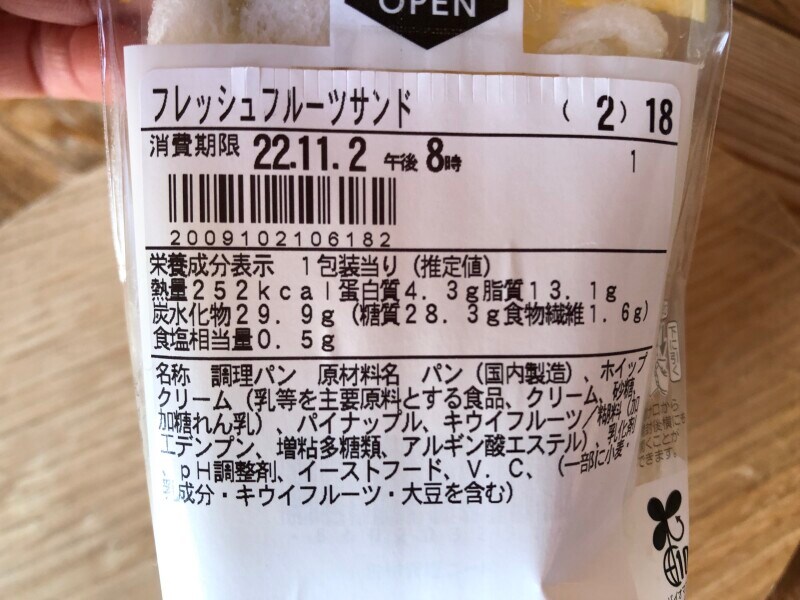 OPEN
フレッシュフルーツサンド (2) 18
消費期限 22.11.2 午後8時 1
2009102106182
栄養成分表示 1包装当り(推定値)
熱量252kcal蛋白質4.3g脂質13.1g
炭水化物29.9g(糖質28.3g食物繊維1.6g)
食塩相当量0.5g
名称 調理パン 原材料名 パン(国内製造)、ホイップ
クリーム(乳等を主要原料とする食品、クリーム、砂糖、
加糖れん乳)、パイナップル、キウイフルーツ/糊料(加
工デンプン、増粘多糖類、アルギン酸エステル)、乳化剤
、pH調整剤、イーストフード、V.C、(一部に小麦・
乳成分・キウイフルーツ・大豆を含む)
下に引く
できます。